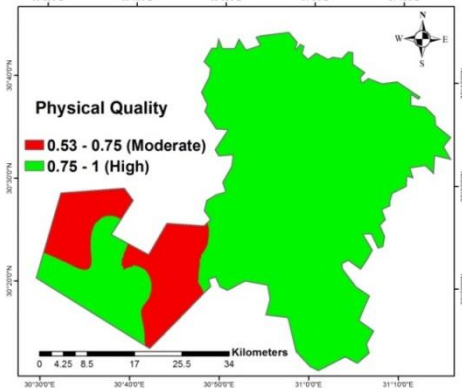 N
W E
S
30°40'0"N
Physical Quality
0.53 - 0.75 (Moderate)
0.75 - 1 (High)
30°30'0"N
30°20'0"N
Kilometers
0 4.25 8.5 17 25.5 34
30°30'0"E 30°40'0"E 30°50'0"E 31°0'0"E 31°10'0"E